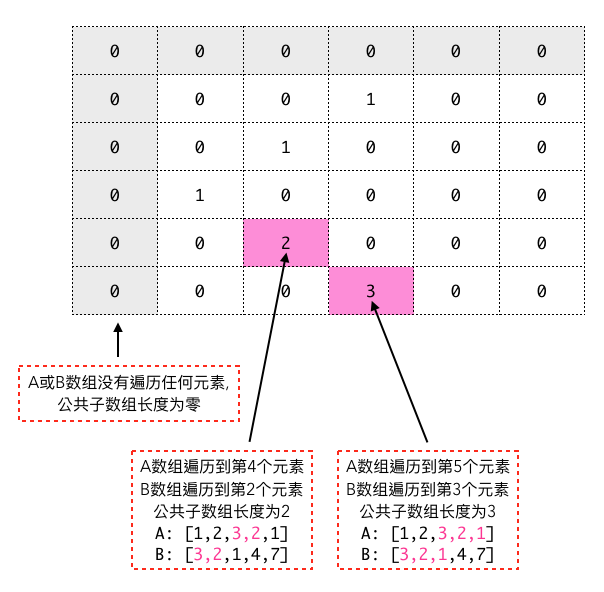 0 0 0 0 0 0
0 0 0 1 0 0
0 0 1 0 0 0
0 1 0 0 0 0
0 0 2 0 0 0
0 0 0 3 0 0
A或B数组没有遍历任何元素,
公共子数组长度为零
A数组遍历到第4个元素
B数组遍历到第2个元素
公共子数组长度为2
A: [1,2,3,2,1]
B: [3,2,1,4,7]
A数组遍历到第5个元素
B数组遍历到第3个元素
公共子数组长度为3
A: [1,2,3,2,1]
B: [3,2,1,4,7]